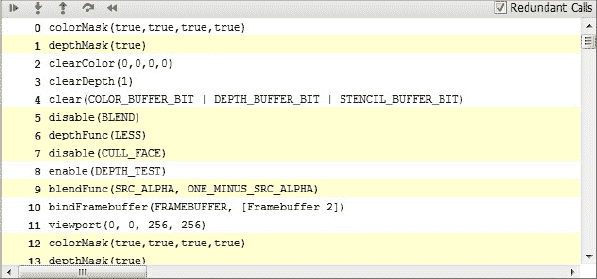 Redundant Calls
0 colorMask(true,true,true,true)
1 depthMask(true)
2 clearColor(0,0,0,0)
3 clearDepth(1)
4 clear(COLOR_BUFFER_BIT | DEPTH_BUFFER_BIT | STENCIL_BUFFER_BIT)
5 disable(BLEND)
6 depthFunc(LESS)
7 disable(CULL_FACE)
8 enable(DEPTH_TEST)
9 blendFunc(SRC_ALPHA, ONE_MINUS_SRC_ALPHA)
10 bindFramebuffer(FRAMEBUFFER, [Framebuffer 2])
11 viewport(0, 0, 256, 256)
12 colorMask(true,true,true,true)
13 depthMask(true)